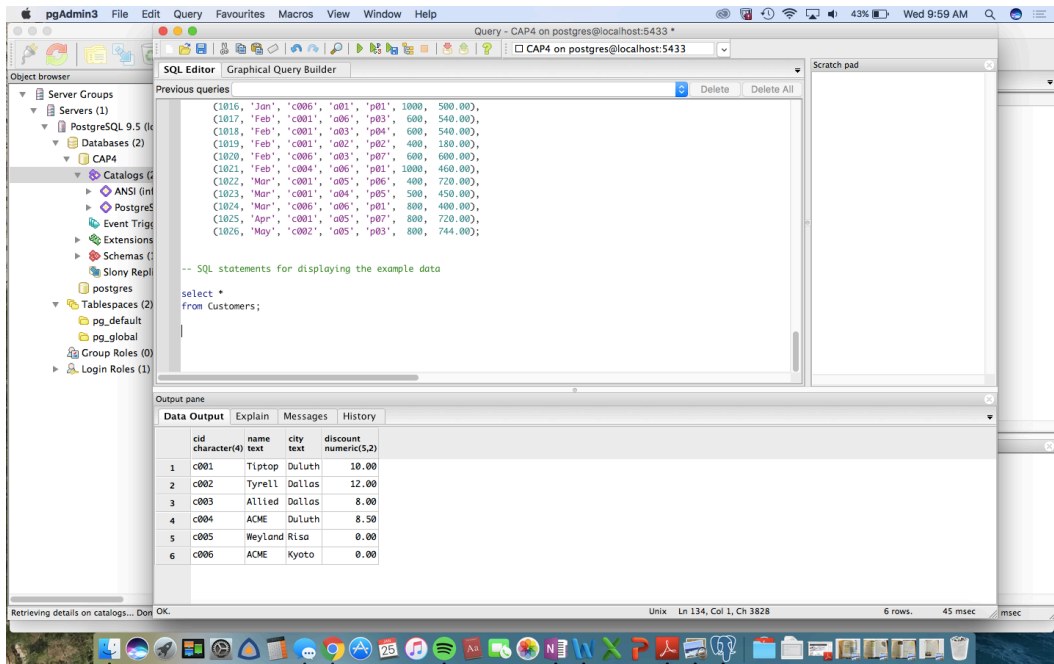 pgAdmin3 File Edit Query Favourites Macros View Window Help 43% Wed 9:59 AM
Query - CAP4 on postgres@localhost:5433 *
CAP4 on postgres@localhost:5433
Object browser
Server Groups
Servers (1)
PostgreSQL 9.5 (lo
Databases (2)
CAP4
Catalogs (2
ANSI (inf
PostgreS
Event Trigg
Extensions
Schemas (1
Slony Repli
postgres
Tablespaces (2)
pg_default
pg_global
Group Roles (0)
Login Roles (1)
Retrieving details on catalogs... Don
SQL Editor Graphical Query Builder
Previous queries Delete Delete All
(1016, 'Jan', 'c006', 'a01', 'p01', 1000, 500.00),
(1017, 'Feb', 'c001', 'a06', 'p03', 600, 540.00),
(1018, 'Feb', 'c001', 'a03', 'p04', 600, 540.00),
(1019, 'Feb', 'c001', 'a02', 'p02', 400, 180.00),
(1020, 'Feb', 'c006', 'a03', 'p07', 600, 600.00),
(1021, 'Feb', 'c004', 'a06', 'p01', 1000, 460.00),
(1022, 'Mar', 'c001', 'a05', 'p06', 400, 720.00),
(1023, 'Mar', 'c001', 'a04', 'p05', 500, 450.00),
(1024, 'Mar', 'c006', 'a06', 'p01', 800, 400.00),
(1025, 'Apr', 'c001', 'a05', 'p07', 800, 720.00),
(1026, 'May', 'c002', 'a05', 'p03', 800, 744.00);
-- SQL statements for displaying the example data
select *
from Customers;
Scratch pad
Output pane
Data Output Explain Messages History
cid name city discount
character(4) text text numeric(5,2)
1 c001 Tiptop Duluth 10.00
2 c002 Tyrell Dallas 12.00
3 c003 Allied Dallas 8.00
4 c004 ACME Duluth 8.50
5 c005 Weyland Risa 0.00
6 c006 ACME Kyoto 0.00
OK. Unix Ln 134, Col 1, Ch 3828 6 rows. 45 msec msec
25